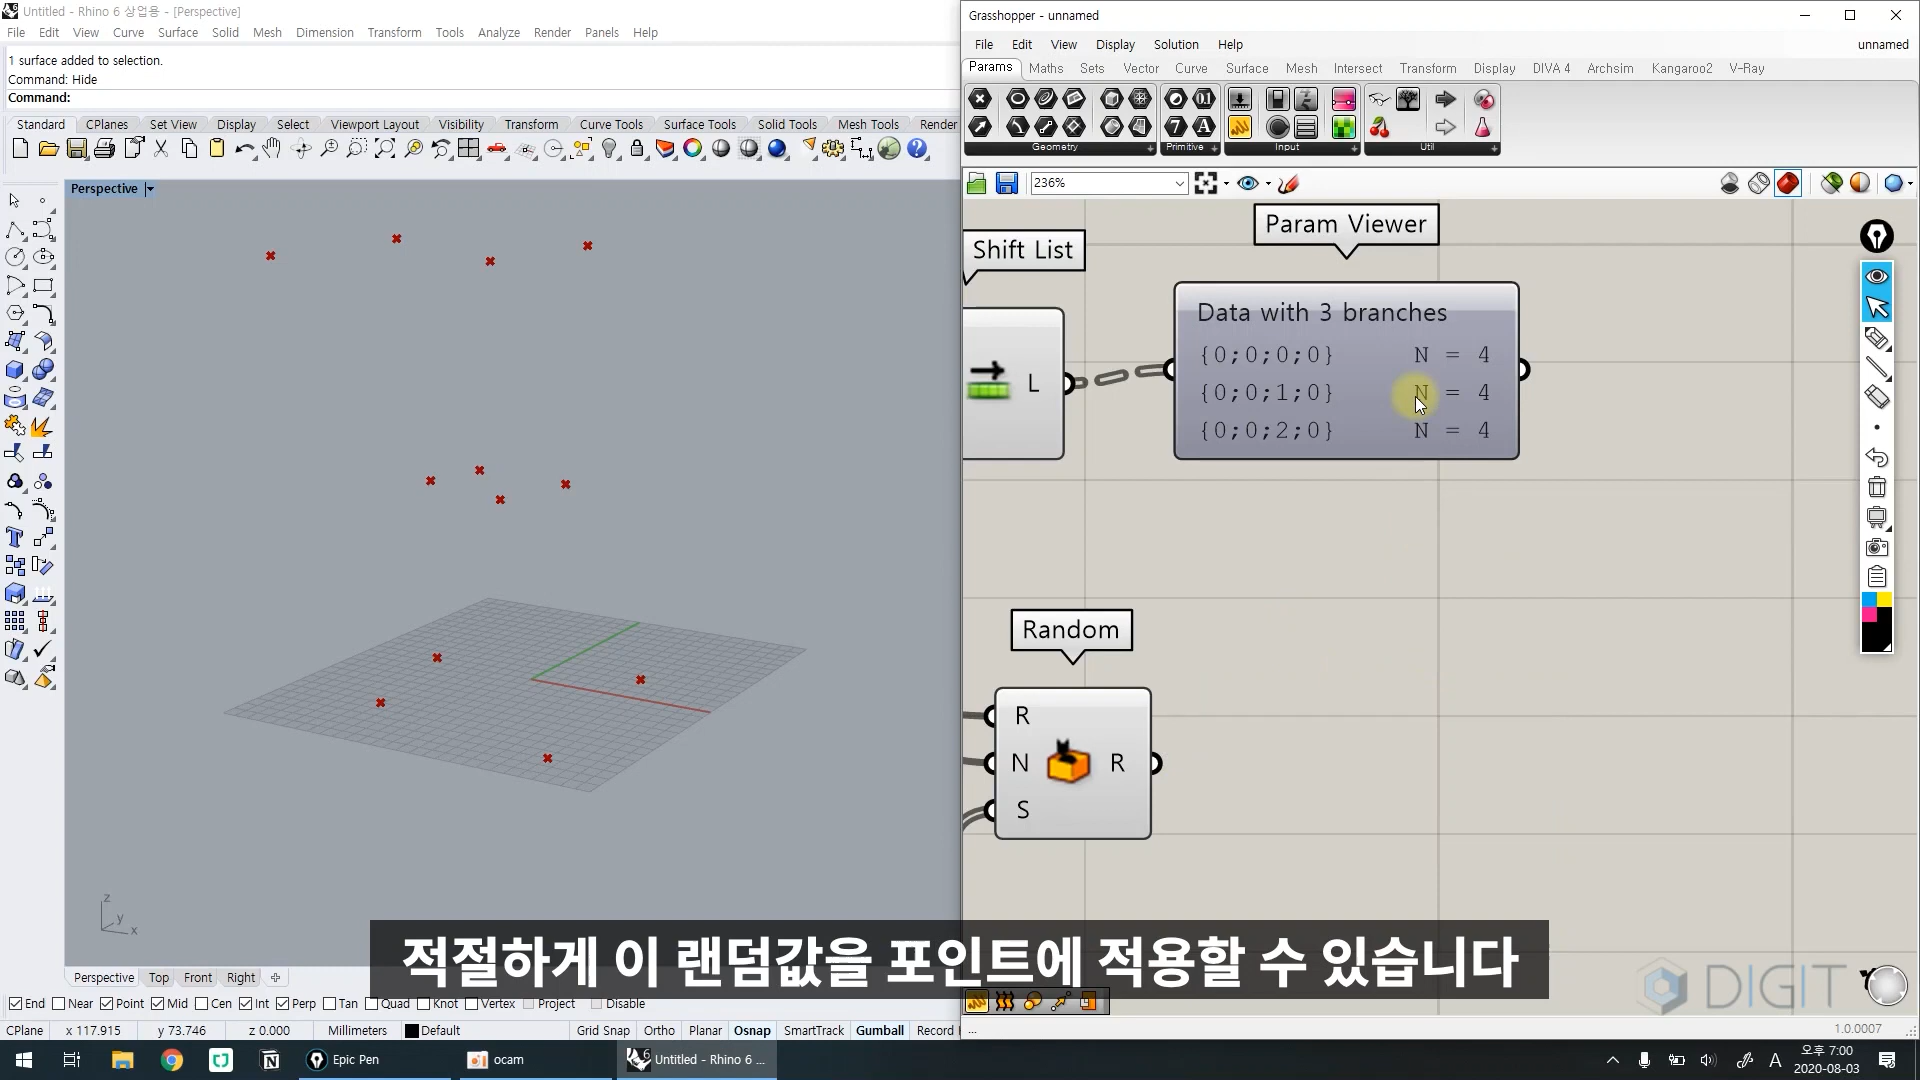 Untitled - Rhino 6 상업용 - [Perspective]
File Edit View Curve Surface Solid Mesh Dimension Transform Tools Analyze Render Panels Help
1 surface added to selection.
Command: Hide
Command:
Standard CPlanes Set View Display Select Viewport Layout Visibility Transform Curve Tools Surface Tools Solid Tools Mesh Tools Render
Perspective
z
y
x
Perspective Top Front Right
End Near Point Mid Cen Int Perp Tan Quad Knot Vertex Project Disable
CPlane x 117.915 y 73.746 z 0.000 Millimeters Default Grid Snap Ortho Planar Osnap SmartTrack Gumball Record
Grasshopper - unnamed
File Edit View Display Solution Help unnamed
Params Maths Sets Vector Curve Surface Mesh Intersect Transform Display DIVA 4 Archsim Kangaroo2 V-Ray
Geometry Primitive Input Util
236%
Param Viewer
Shift List
Data with 3 branches
{0;0;0;0} N = 4
{0;0;1;0} N = 4
{0;0;2;0} N = 4
L
Random
R
N R
S
적절하게 이 랜덤값을 포인트에 적용할 수 있습니다
DIGIT
...
1.0.0007
Epic Pen ocam Untitled - Rhino 6 ...
A 오후 7:00
2020-08-03